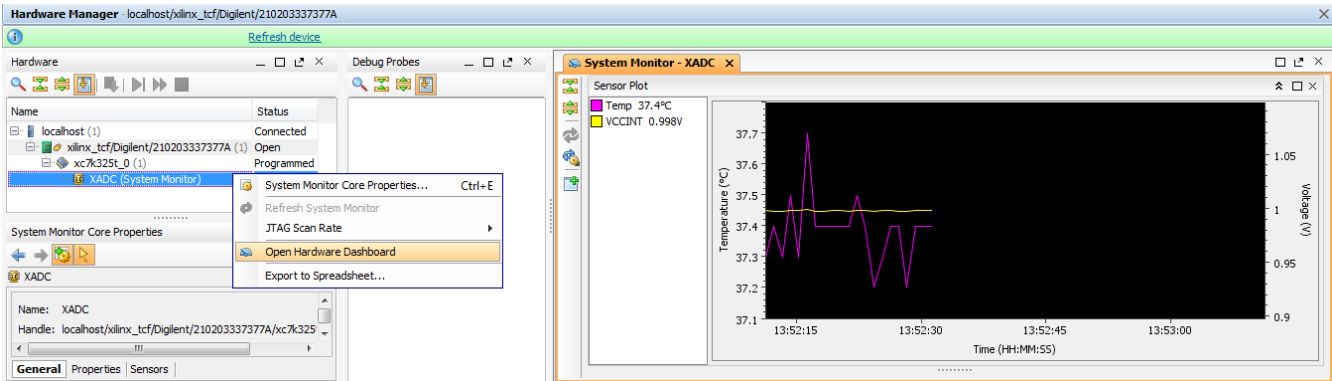 Hardware Manager - localhost/xilinx_tcf/Digilent/210203337377A
Refresh device
Hardware
Name Status
localhost (1) Connected
xilinx_tcf/Digilent/210203337377A (1) Open
xc7k325t_0 (1) Programmed
XADC (System Monitor)
System Monitor Core Properties... Ctrl+E
Refresh System Monitor
JTAG Scan Rate
Open Hardware Dashboard
Export to Spreadsheet...
System Monitor Core Properties
XADC
Name: XADC
Handle: localhost/xilinx_tcf/Digilent/210203337377A/xc7k325
General Properties Sensors
Debug Probes
System Monitor - XADC
Sensor Plot
Temp 37.4°C
VCCINT 0.998V
Temperature (°C)
37.7
37.6
37.5
37.4
37.3
37.2
37.1
1.05
1
0.95
0.9
Voltage (V)
13:52:15 13:52:30 13:52:45 13:53:00
Time (HH:MM:SS)